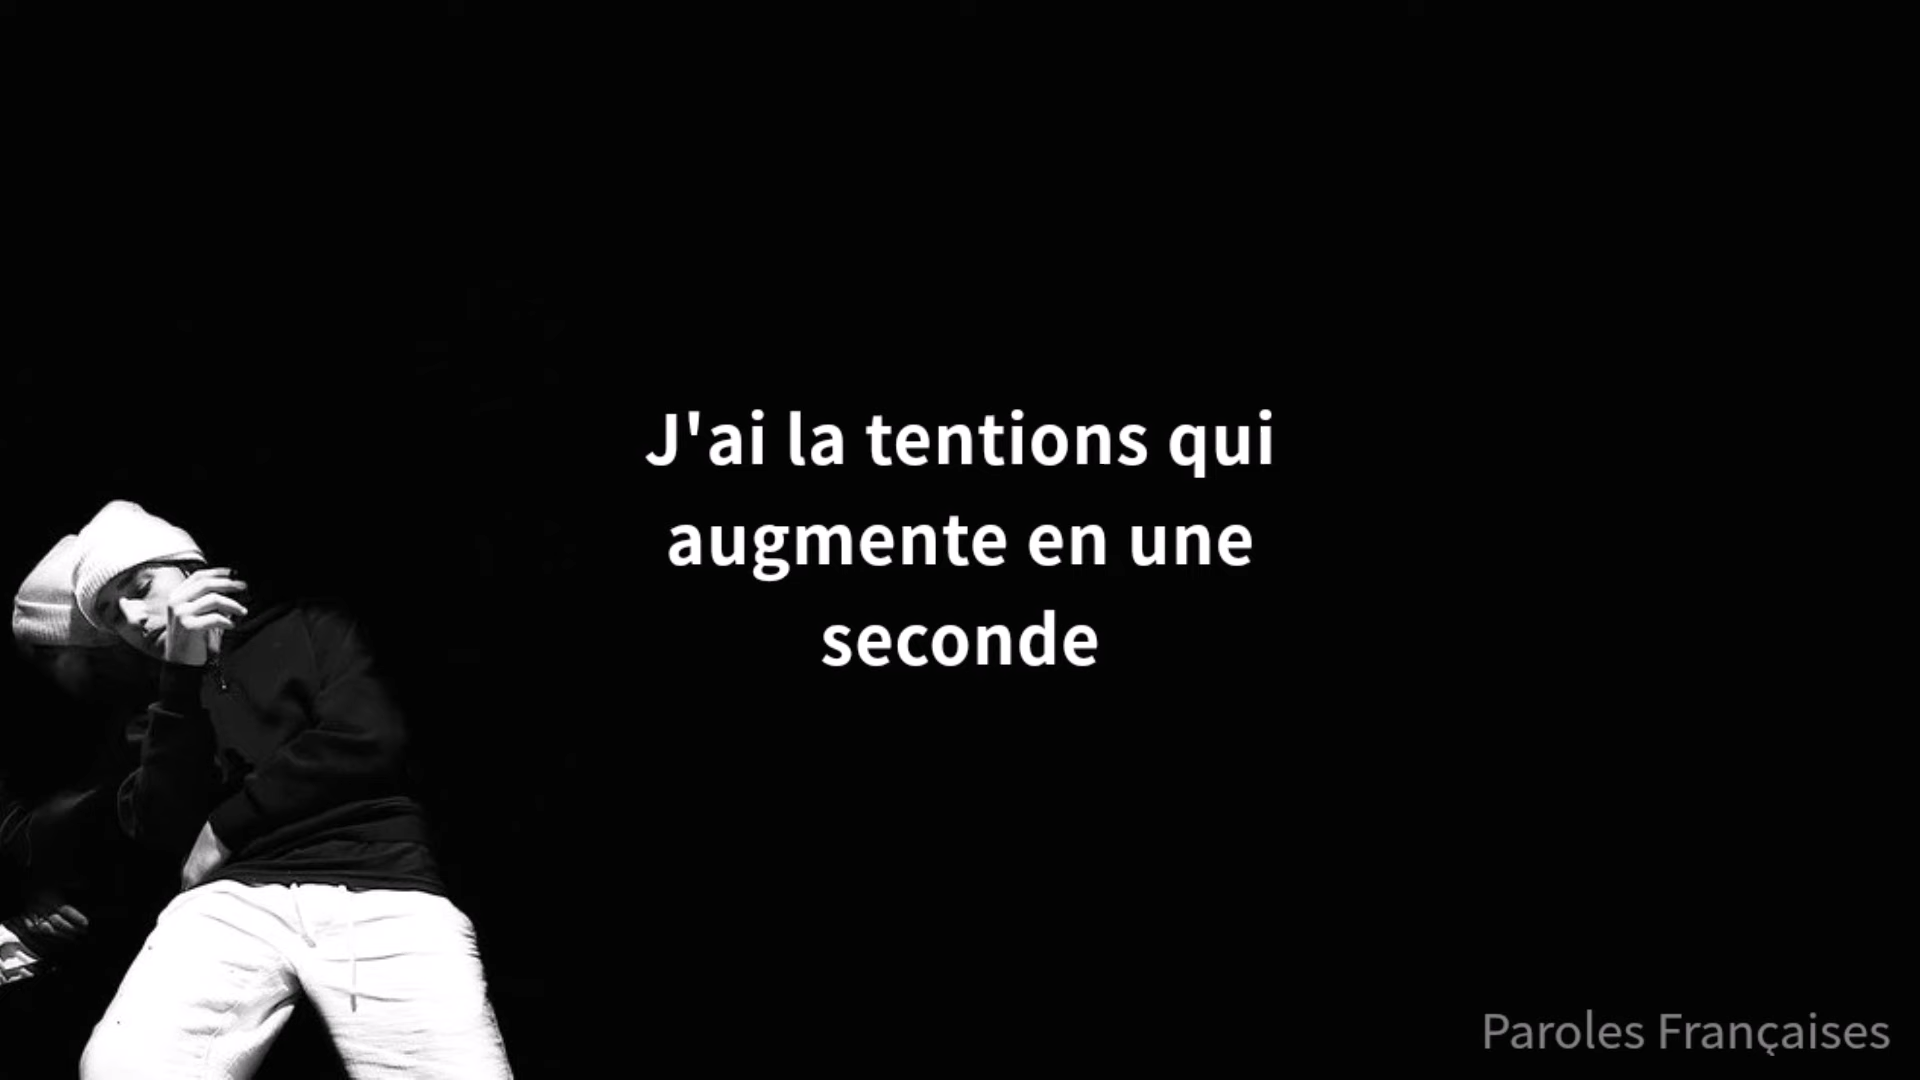 J'ai la tentions qui
augmente en une
seconde
Paroles Françaises